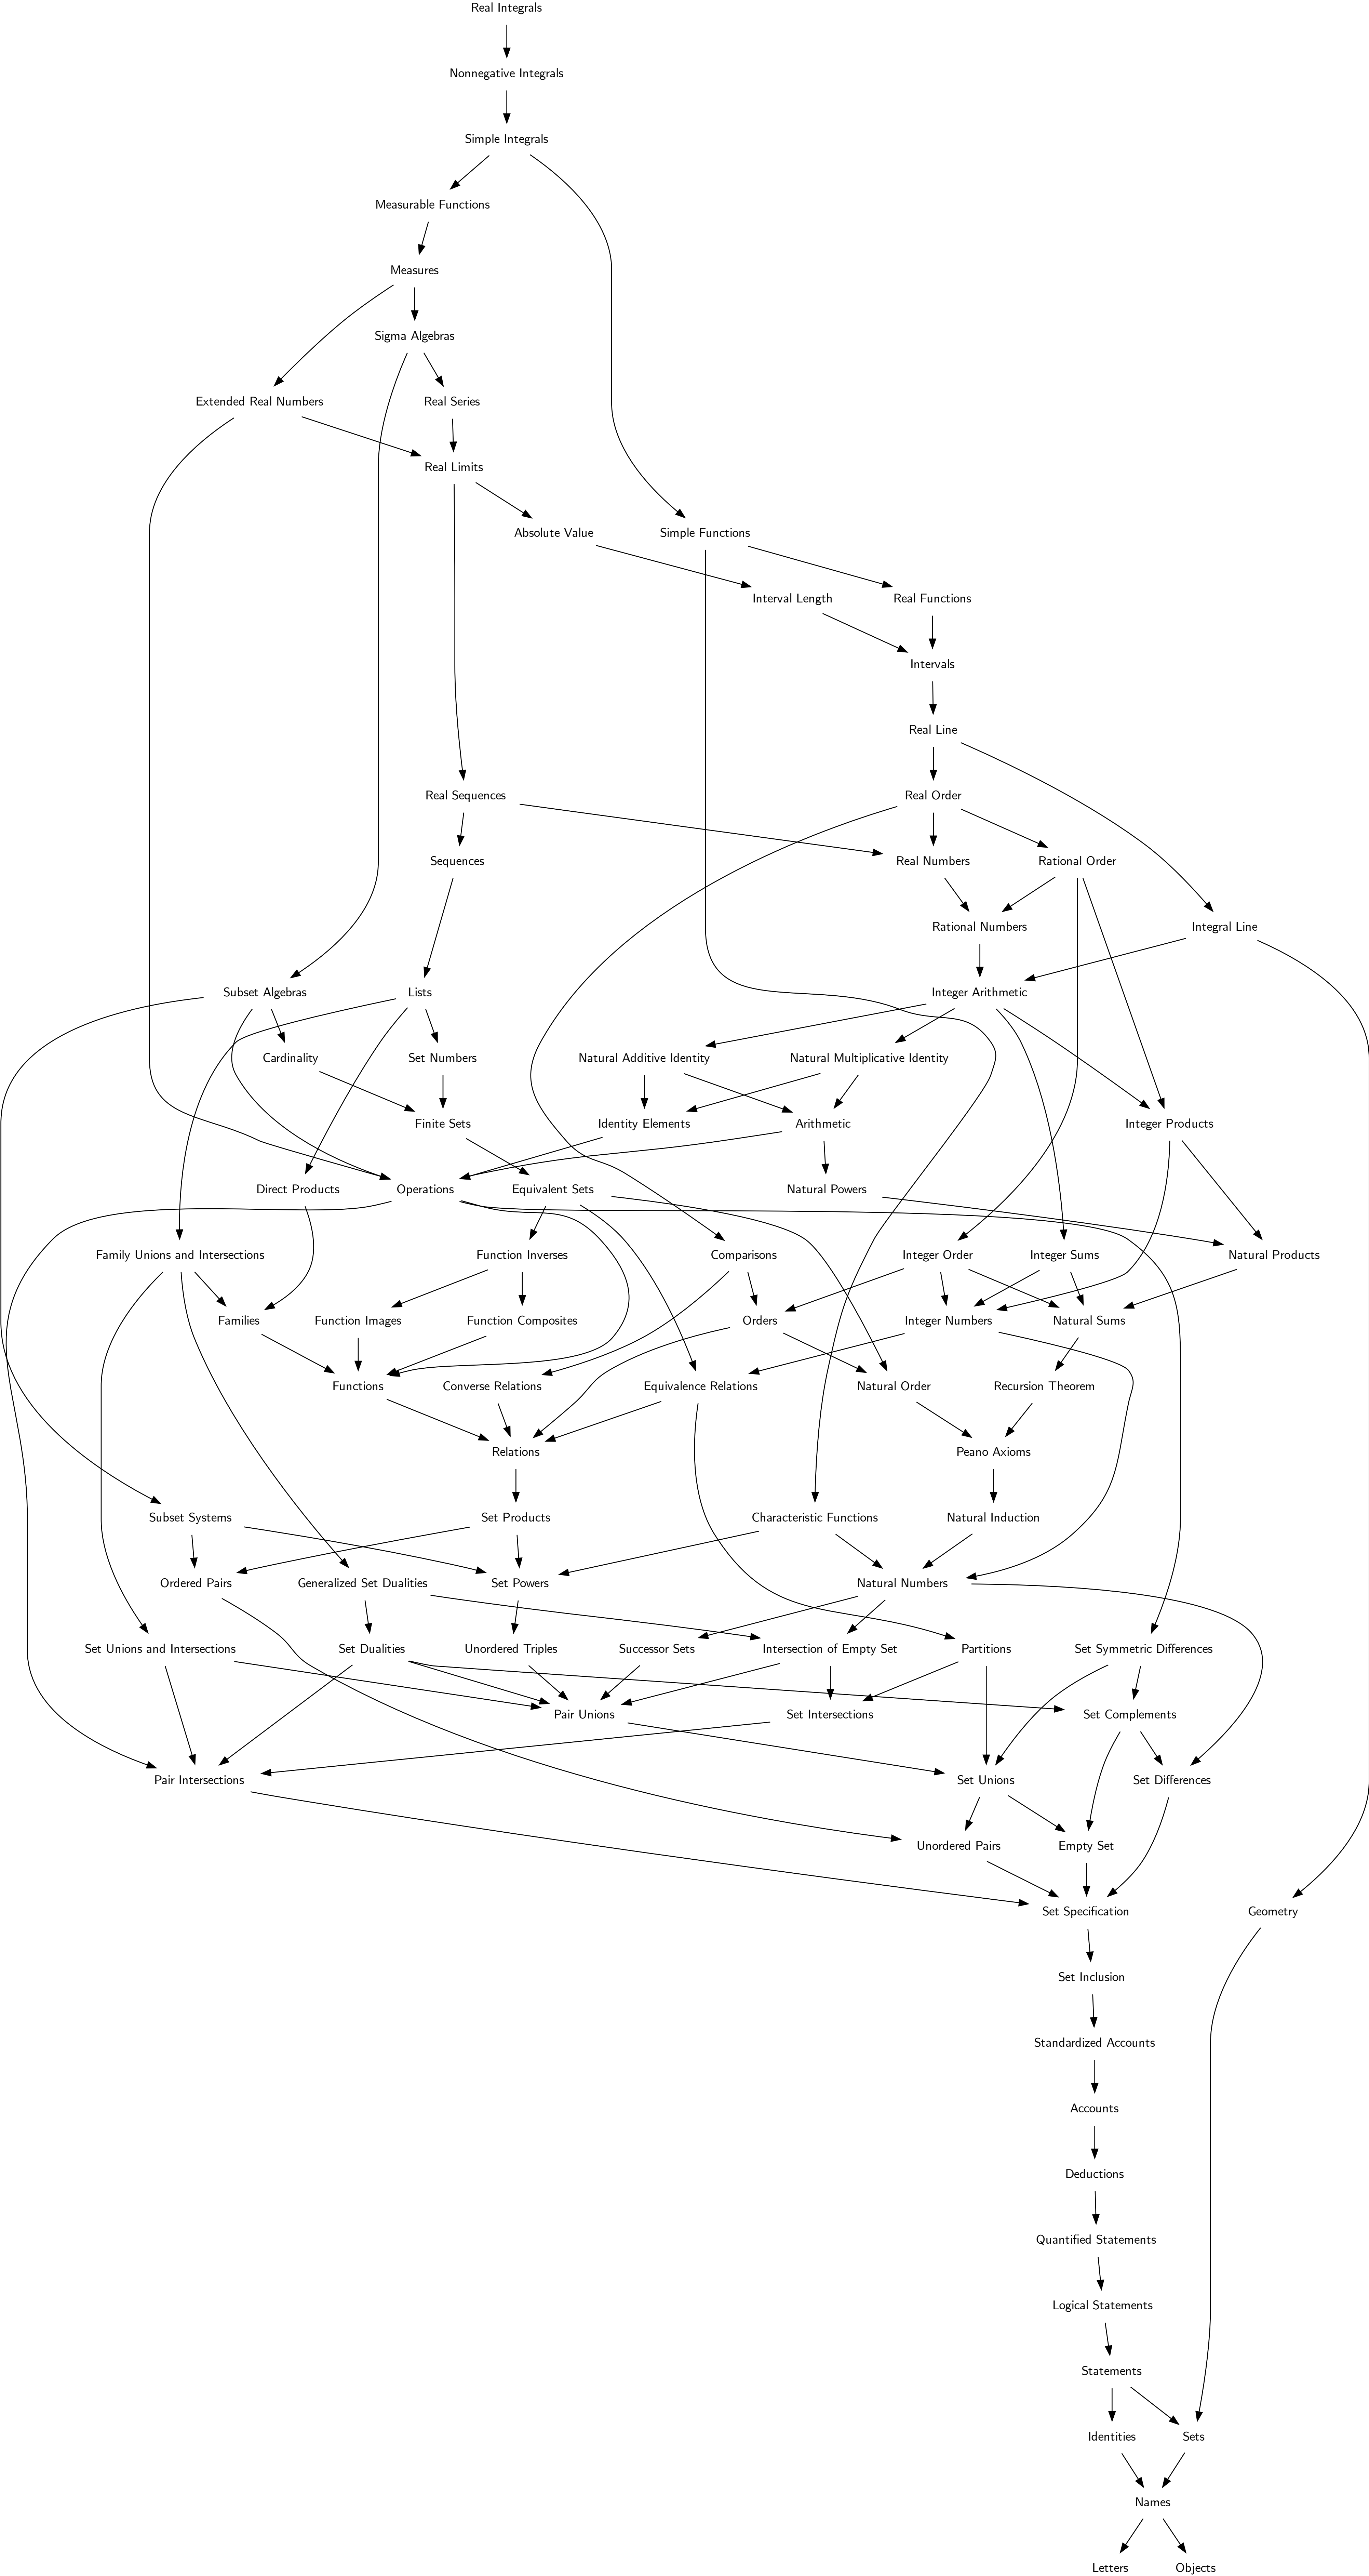 Real Integrals
Nonnegative Integrals
Simple Integrals
Measurable Functions
Measures
Sigma Algebras
Extended Real Numbers
Real Series
Real Limits
Absolute Value
Simple Functions
Interval Length
Real Functions
Intervals
Real Line
Real Sequences
Real Order
Sequences
Real Numbers
Rational Order
Rational Numbers
Integral Line
Subset Algebras
Lists
Integer Arithmetic
Cardinality
Set Numbers
Natural Additive Identity
Natural Multiplicative Identity
Finite Sets
Identity Elements
Arithmetic
Integer Products
Direct Products
Operations
Equivalent Sets
Natural Powers
Family Unions and Intersections
Function Inverses
Comparisons
Integer Order
Integer Sums
Natural Products
Families
Function Images
Function Composites
Orders
Integer Numbers
Natural Sums
Functions
Converse Relations
Equivalence Relations
Natural Order
Recursion Theorem
Relations
Peano Axioms
Subset Systems
Set Products
Characteristic Functions
Natural Induction
Ordered Pairs
Generalized Set Dualities
Set Powers
Natural Numbers
Set Unions and Intersections
Set Dualities
Unordered Triples
Successor Sets
Intersection of Empty Set
Partitions
Set Symmetric Differences
Pair Unions
Set Intersections
Set Complements
Pair Intersections
Set Unions
Set Differences
Unordered Pairs
Empty Set
Set Specification
Geometry
Set Inclusion
Standardized Accounts
Accounts
Deductions
Quantified Statements
Logical Statements
Statements
Identities
Sets
Names
Letters
Objects